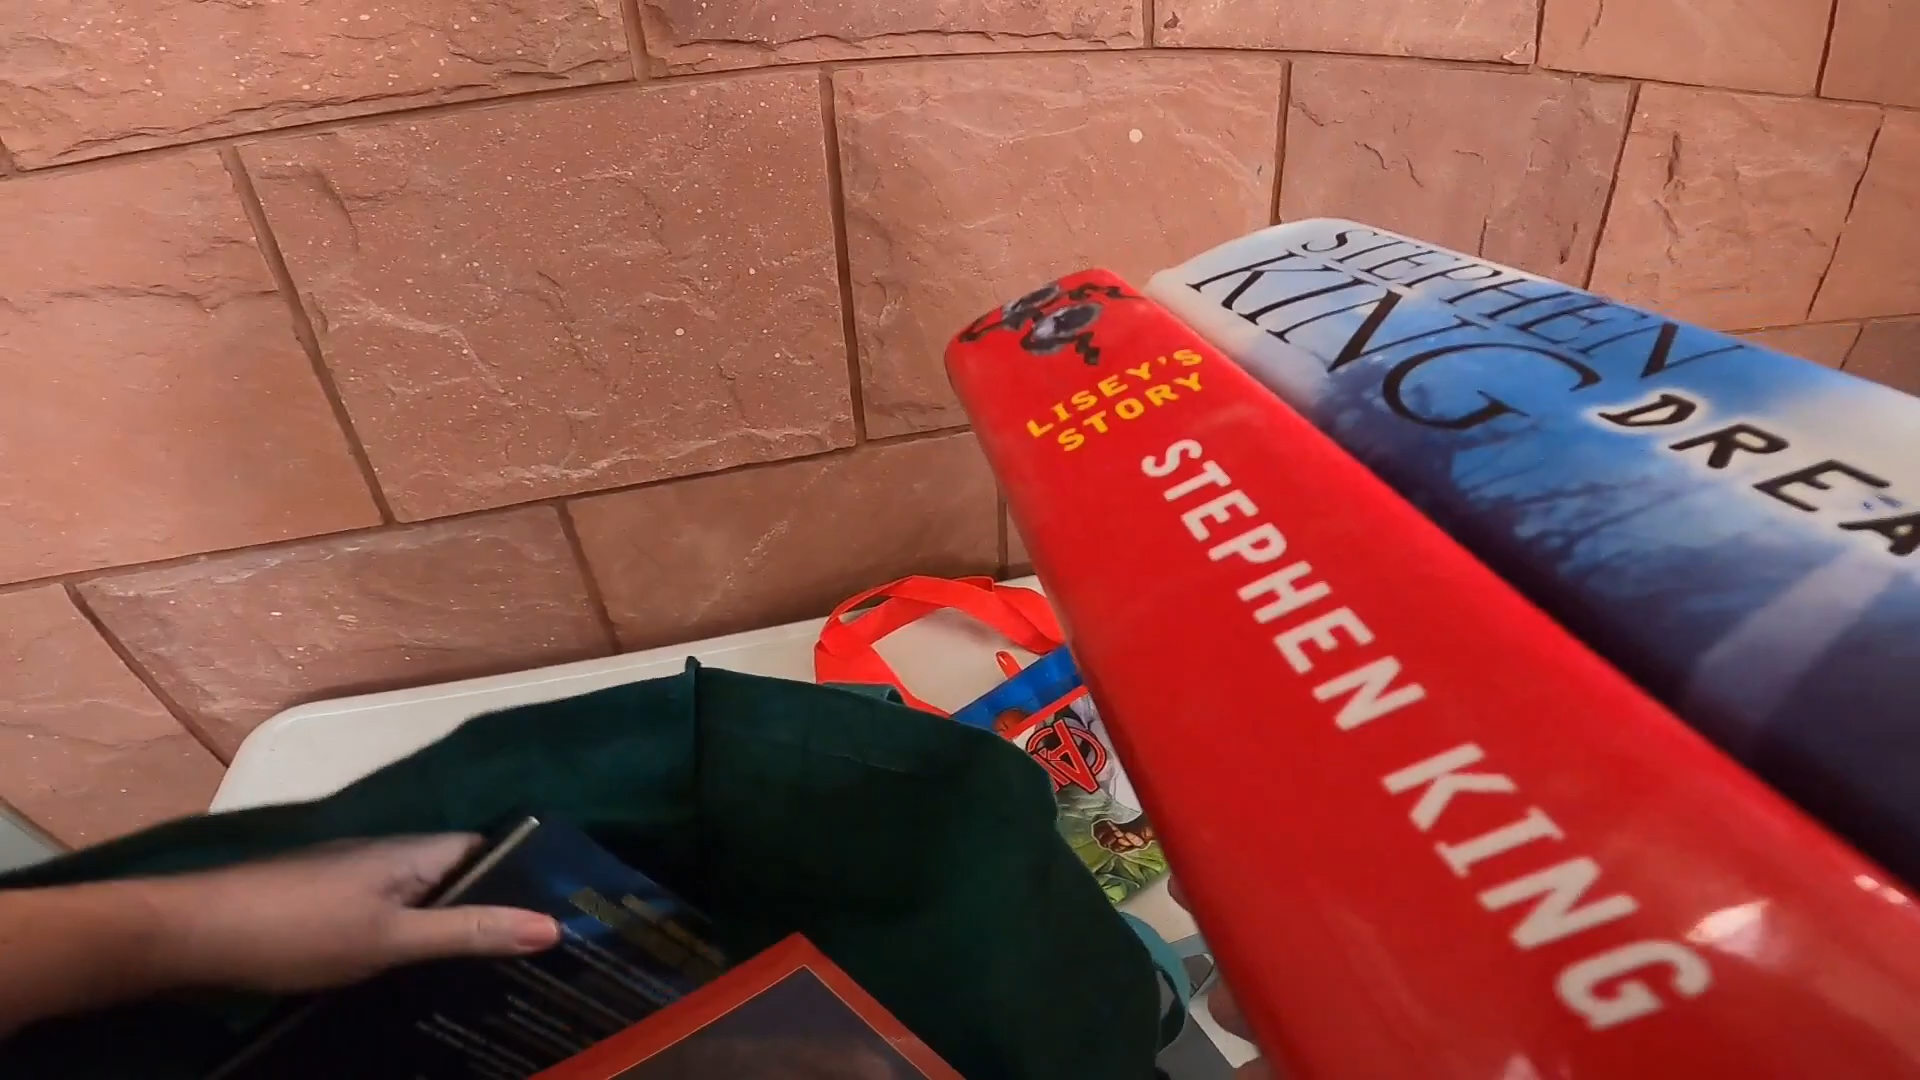 LISEY'S
STORY
STEPHEN KING
STEPHEN
KING
DREA